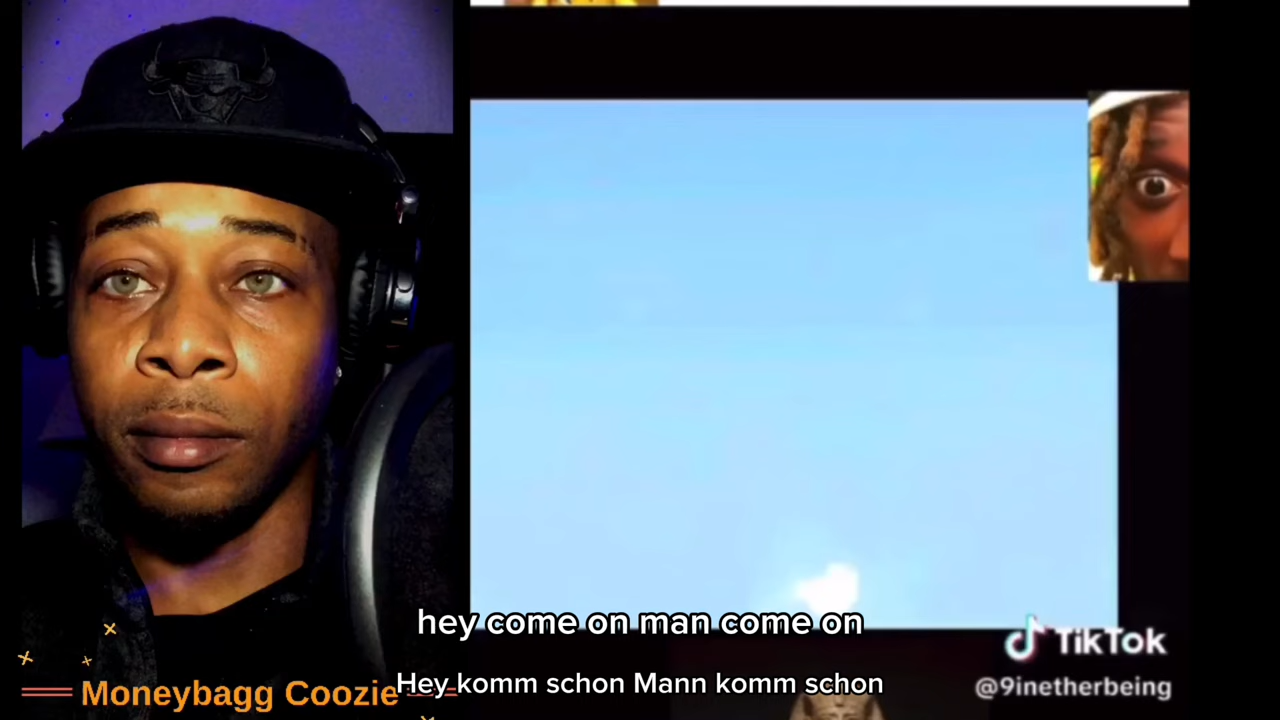 hey come on man come on
TikTok
@9inetherbeing
Moneybagg Coozie
Hey komm schon Mann komm schon